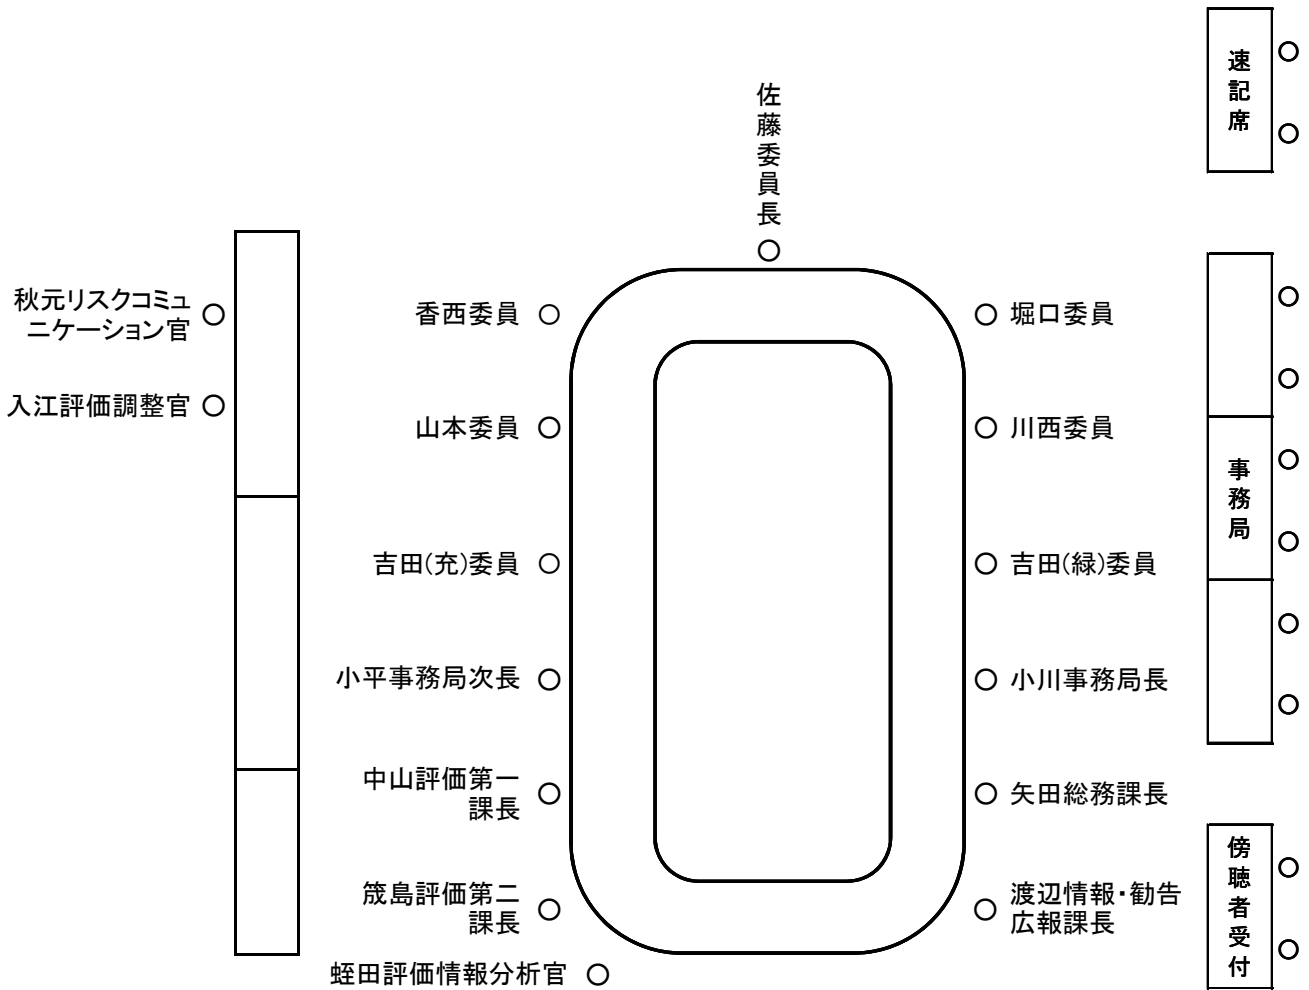 速記席
佐藤委員長
秋元リスクコミュ
ニケーション官
香西委員
堀口委員
入江評価調整官
山本委員
川西委員
事務局
吉田(充)委員
吉田(緑)委員
小平事務局次長
小川事務局長
中山評価第一
課長
矢田総務課長
筬島評価第二
課長
渡辺情報・勧告
広報課長
傍聴者受付
蛭田評価情報分析官